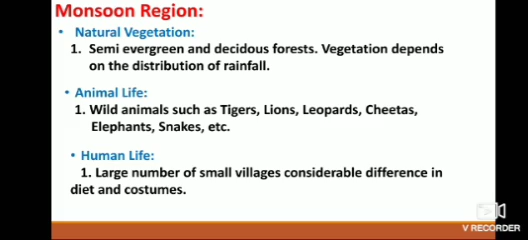 Monsoon Region:
• Natural Vegetation:
1. Semi evergreen and decidous forests. Vegetation depends
on the distribution of rainfall.
• Animal Life:
1. Wild animals such as Tigers, Lions, Leopards, Cheetas,
Elephants, Snakes, etc.
• Human Life:
1. Large number of small villages considerable difference in
diet and costumes.
V RECORDER